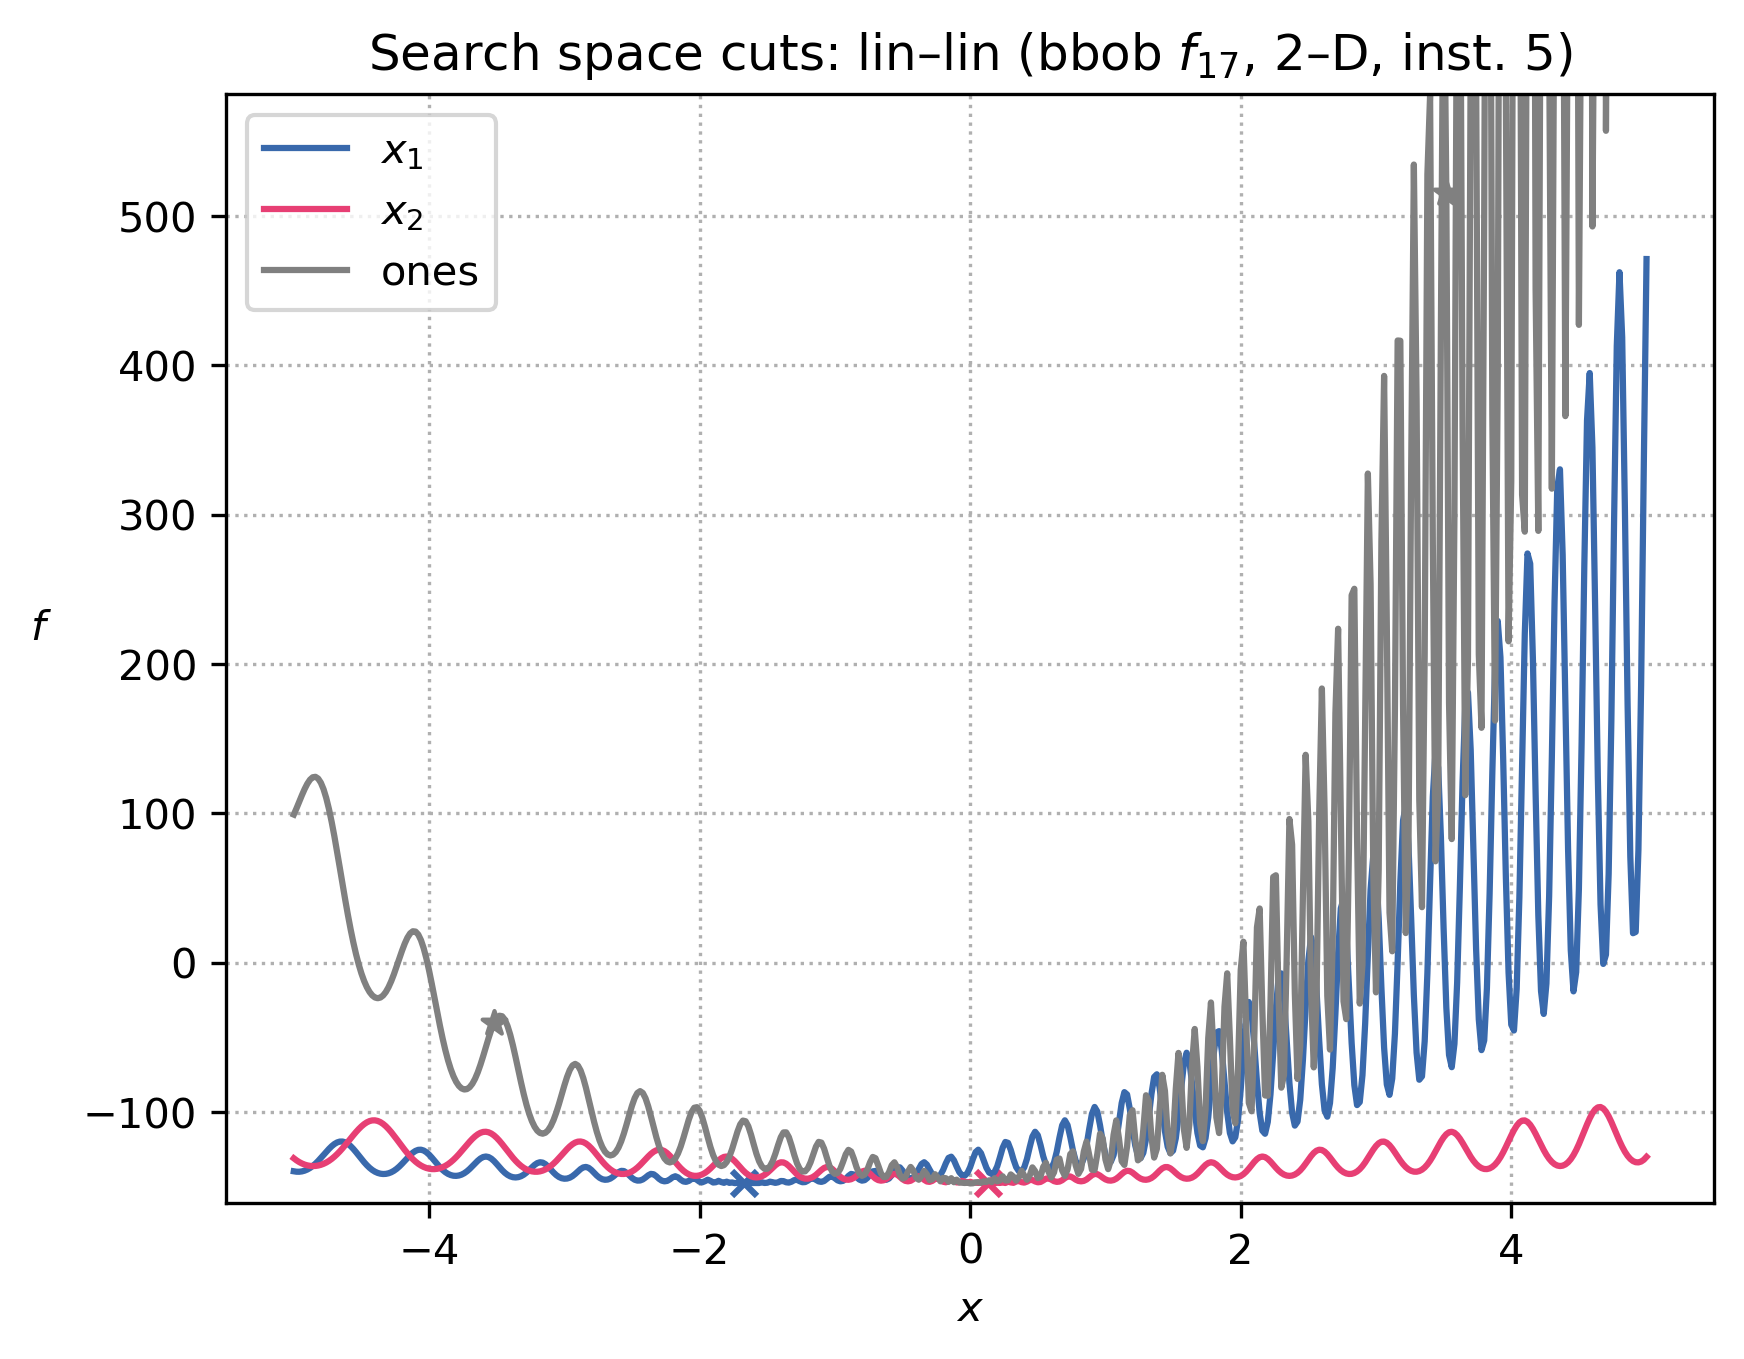 Search space cuts: lin–lin (bbob f₁₇, 2–D, inst. 5)
x₁
x₂
ones
500
400
300
200
100
0
−100
f
−4 −2 0 2 4
x